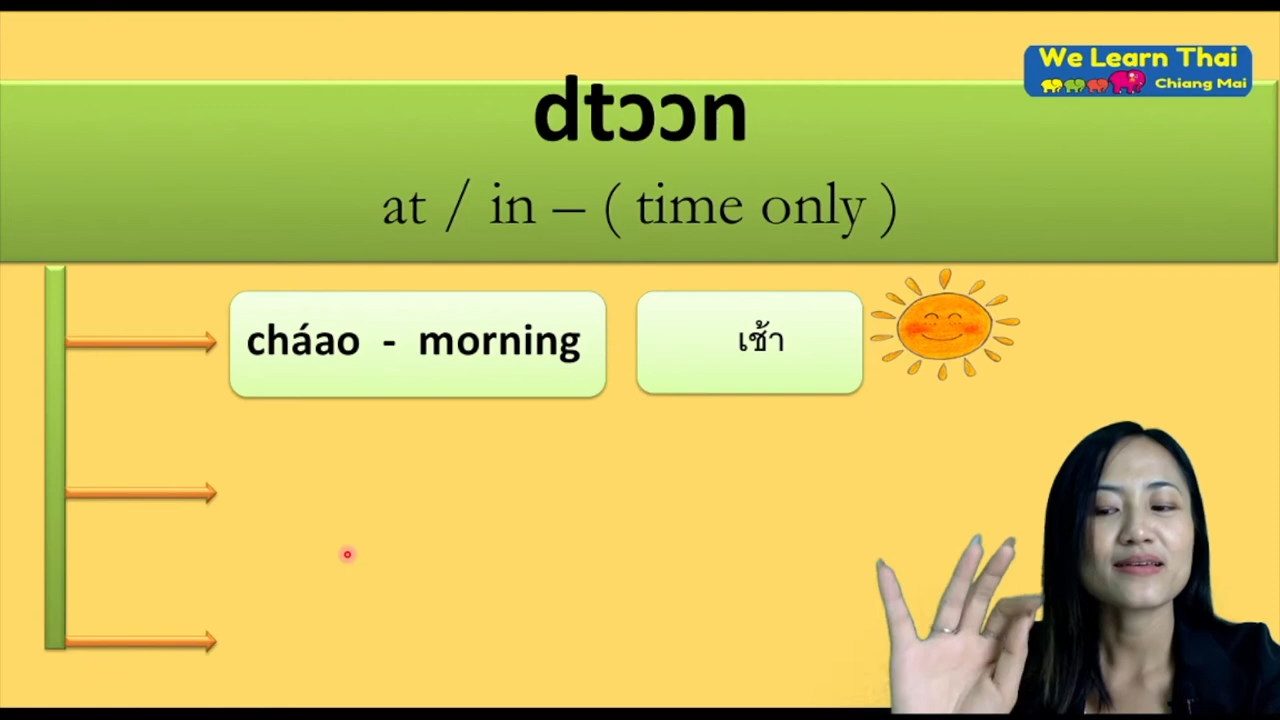 We Learn Thai
Chiang Mai
dtɔɔn
at / in – ( time only )
cháao - morning
เช้า